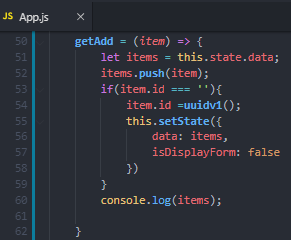 JS App.js ×
50 getAdd = (item) => {
51 let items = this.state.data;
52 items.push(item);
53 if(item.id === ''){
54 item.id =uuidv1();
55 this.setState({
56 data: items,
57 isDisplayForm: false
58 })
59 }
60 console.log(items);
61
62 }